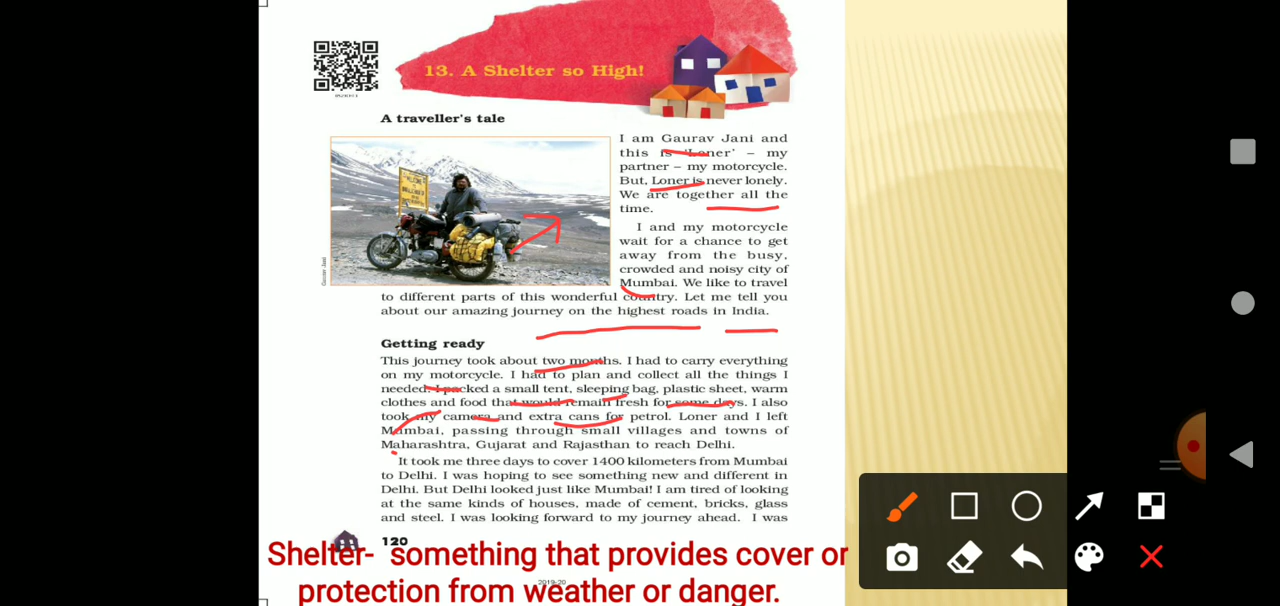 13. A Shelter so High!
A traveller's tale
I am Gaurav Jani and
this is 'Loner' – my
partner – my motorcycle.
But, Loner is never lonely.
We are together all the
time.
I and my motorcycle
wait for a chance to get
away from the busy,
crowded and noisy city of
Mumbai. We like to travel
to different parts of this wonderful country. Let me tell you
about our amazing journey on the highest roads in India.
Gaurav Jani
Getting ready
This journey took about two months. I had to carry everything
on my motorcycle. I had to plan and collect all the things I
needed. I packed a small tent, sleeping bag, plastic sheet, warm
clothes and food that would remain fresh for some days. I also
took my camera and extra cans for petrol. Loner and I left
Mumbai, passing through small villages and towns of
Maharashtra, Gujarat and Rajasthan to reach Delhi.
It took me three days to cover 1400 kilometers from Mumbai
to Delhi. I was hoping to see something new and different in
Delhi. But Delhi looked just like Mumbai! I am tired of looking
at the same kinds of houses, made of cement, bricks, glass
and steel. I was looking forward to my journey ahead. I was
120
Shelter- something that provides cover or
protection from weather or danger.
2019-20